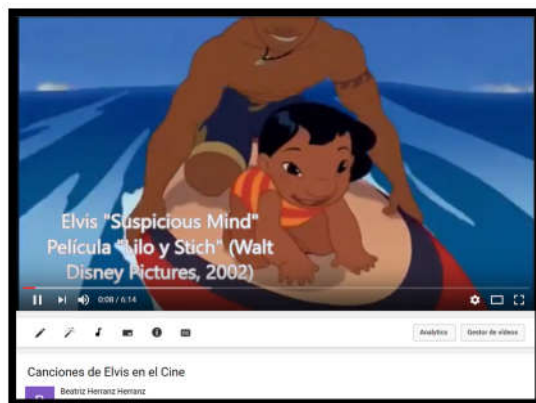 Elvis "Suspicious Mind"
Película "Lilo y Stich" (Walt
Disney Pictures, 2002)
0:08 / 6:14
Analytics
Gestor de vídeos
Canciones de Elvis en el Cine
Beatriz Herranz Herranz